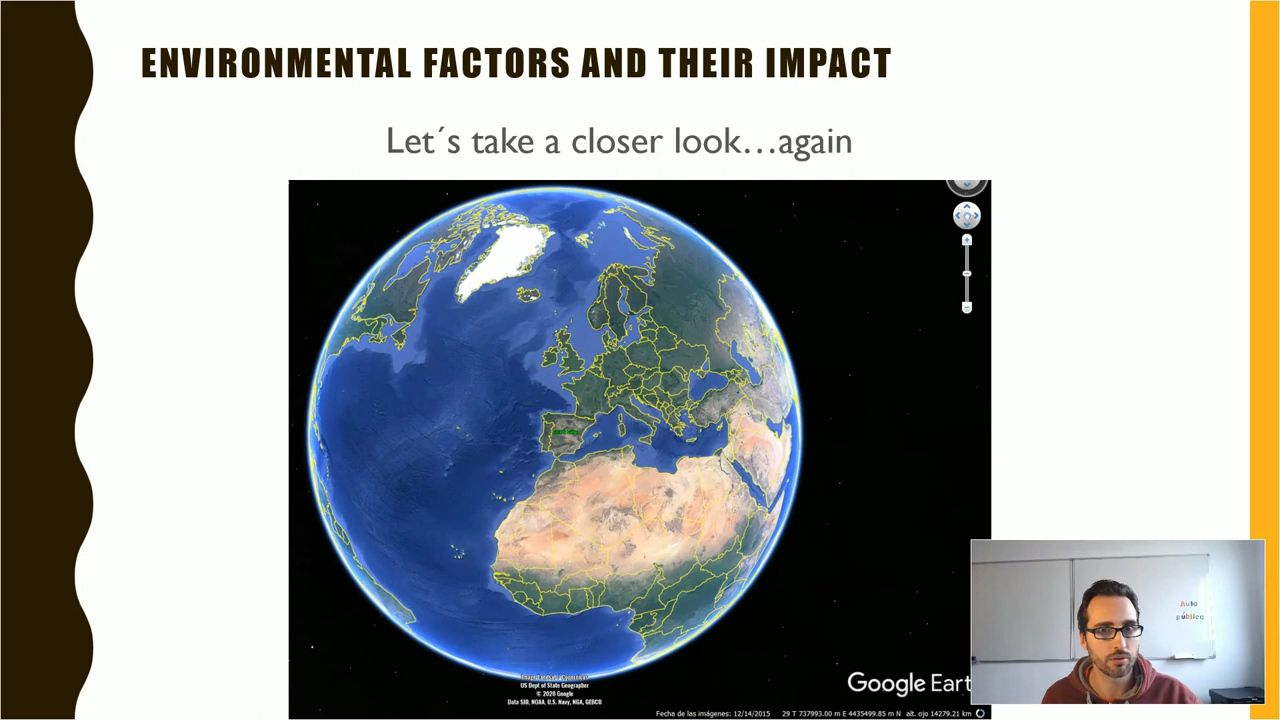 ENVIRONMENTAL FACTORS AND THEIR IMPACT
Let´s take a closer look...again
US Dept of State Geographer
© 2020 Google
Data SIO, NOAA, U.S. Navy, NGA, GEBCO
Google Eart
Fecha de las imágenes: 12/14/2015 29 T 737993.00 m E 4435499.85 m N alt. ojo 14279.21 km
Aula
público